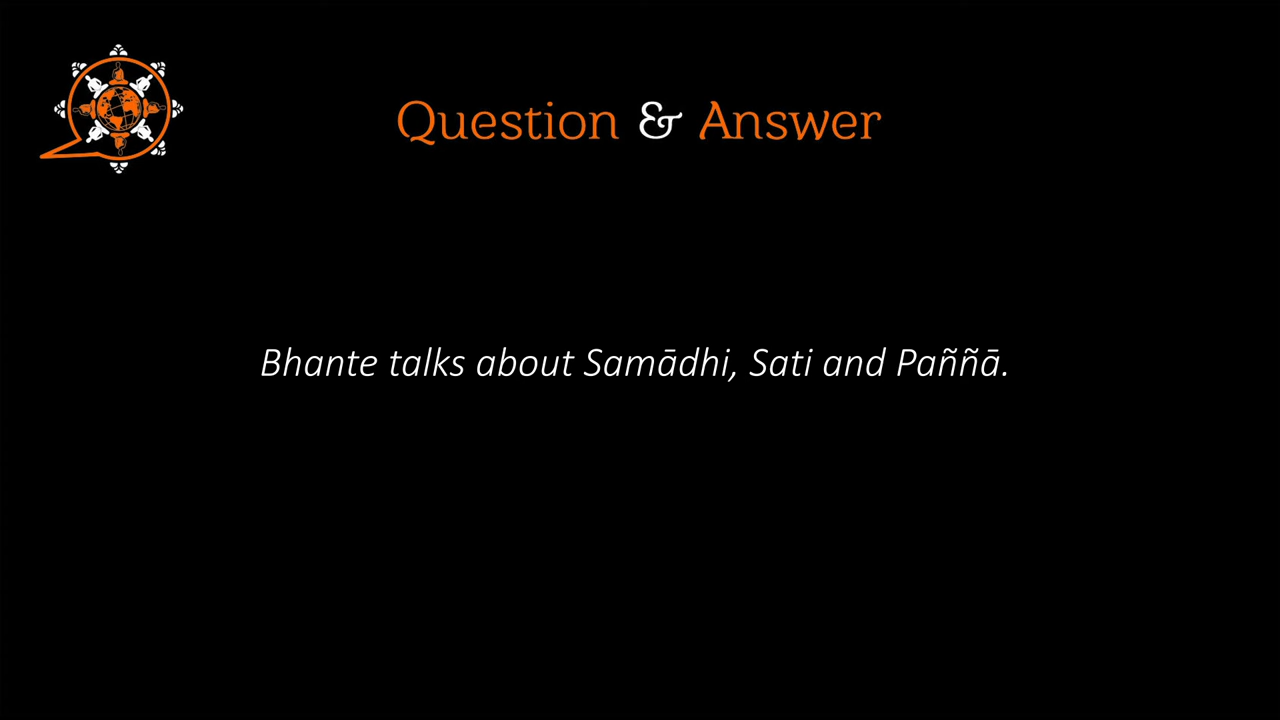 Question & Answer
Bhante talks about Samādhi, Sati and Paññā.